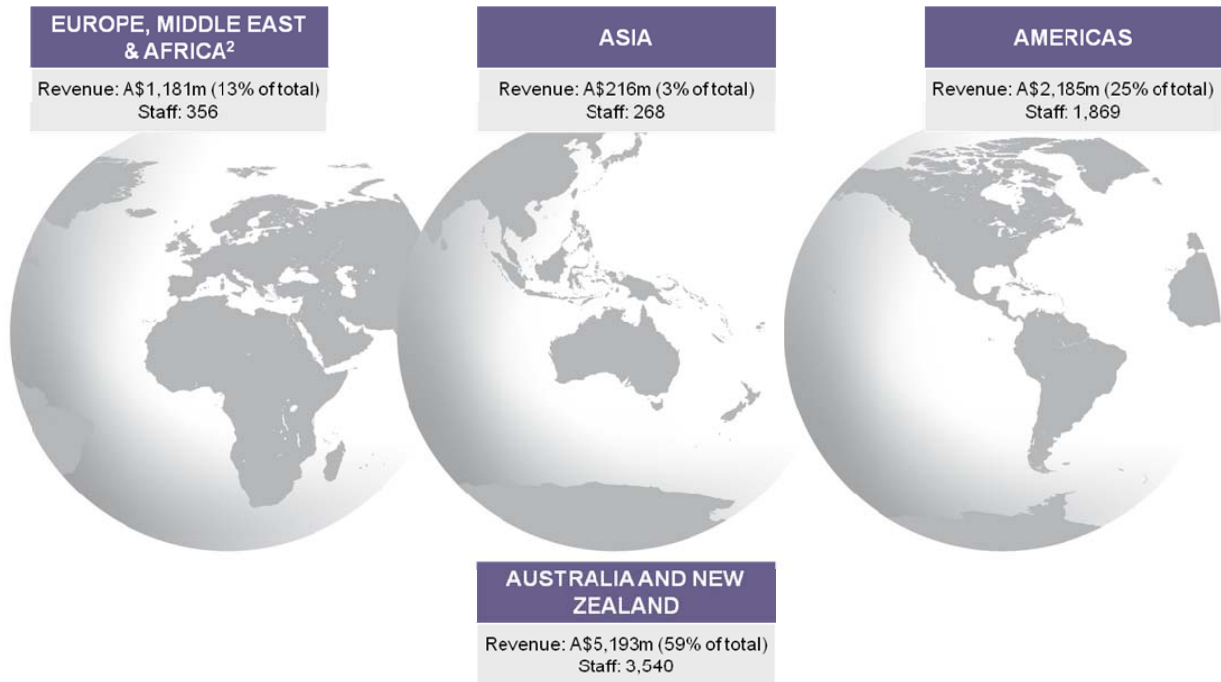 EUROPE, MIDDLE EAST
& AFRICA²
Revenue: A$1,181m (13% of total)
Staff: 356
ASIA
Revenue: A$216m (3% of total)
Staff: 268
AMERICAS
Revenue: A$2,185m (25% of total)
Staff: 1,869
AUSTRALIA AND NEW
ZEALAND
Revenue: A$5,193m (59% of total)
Staff: 3,540